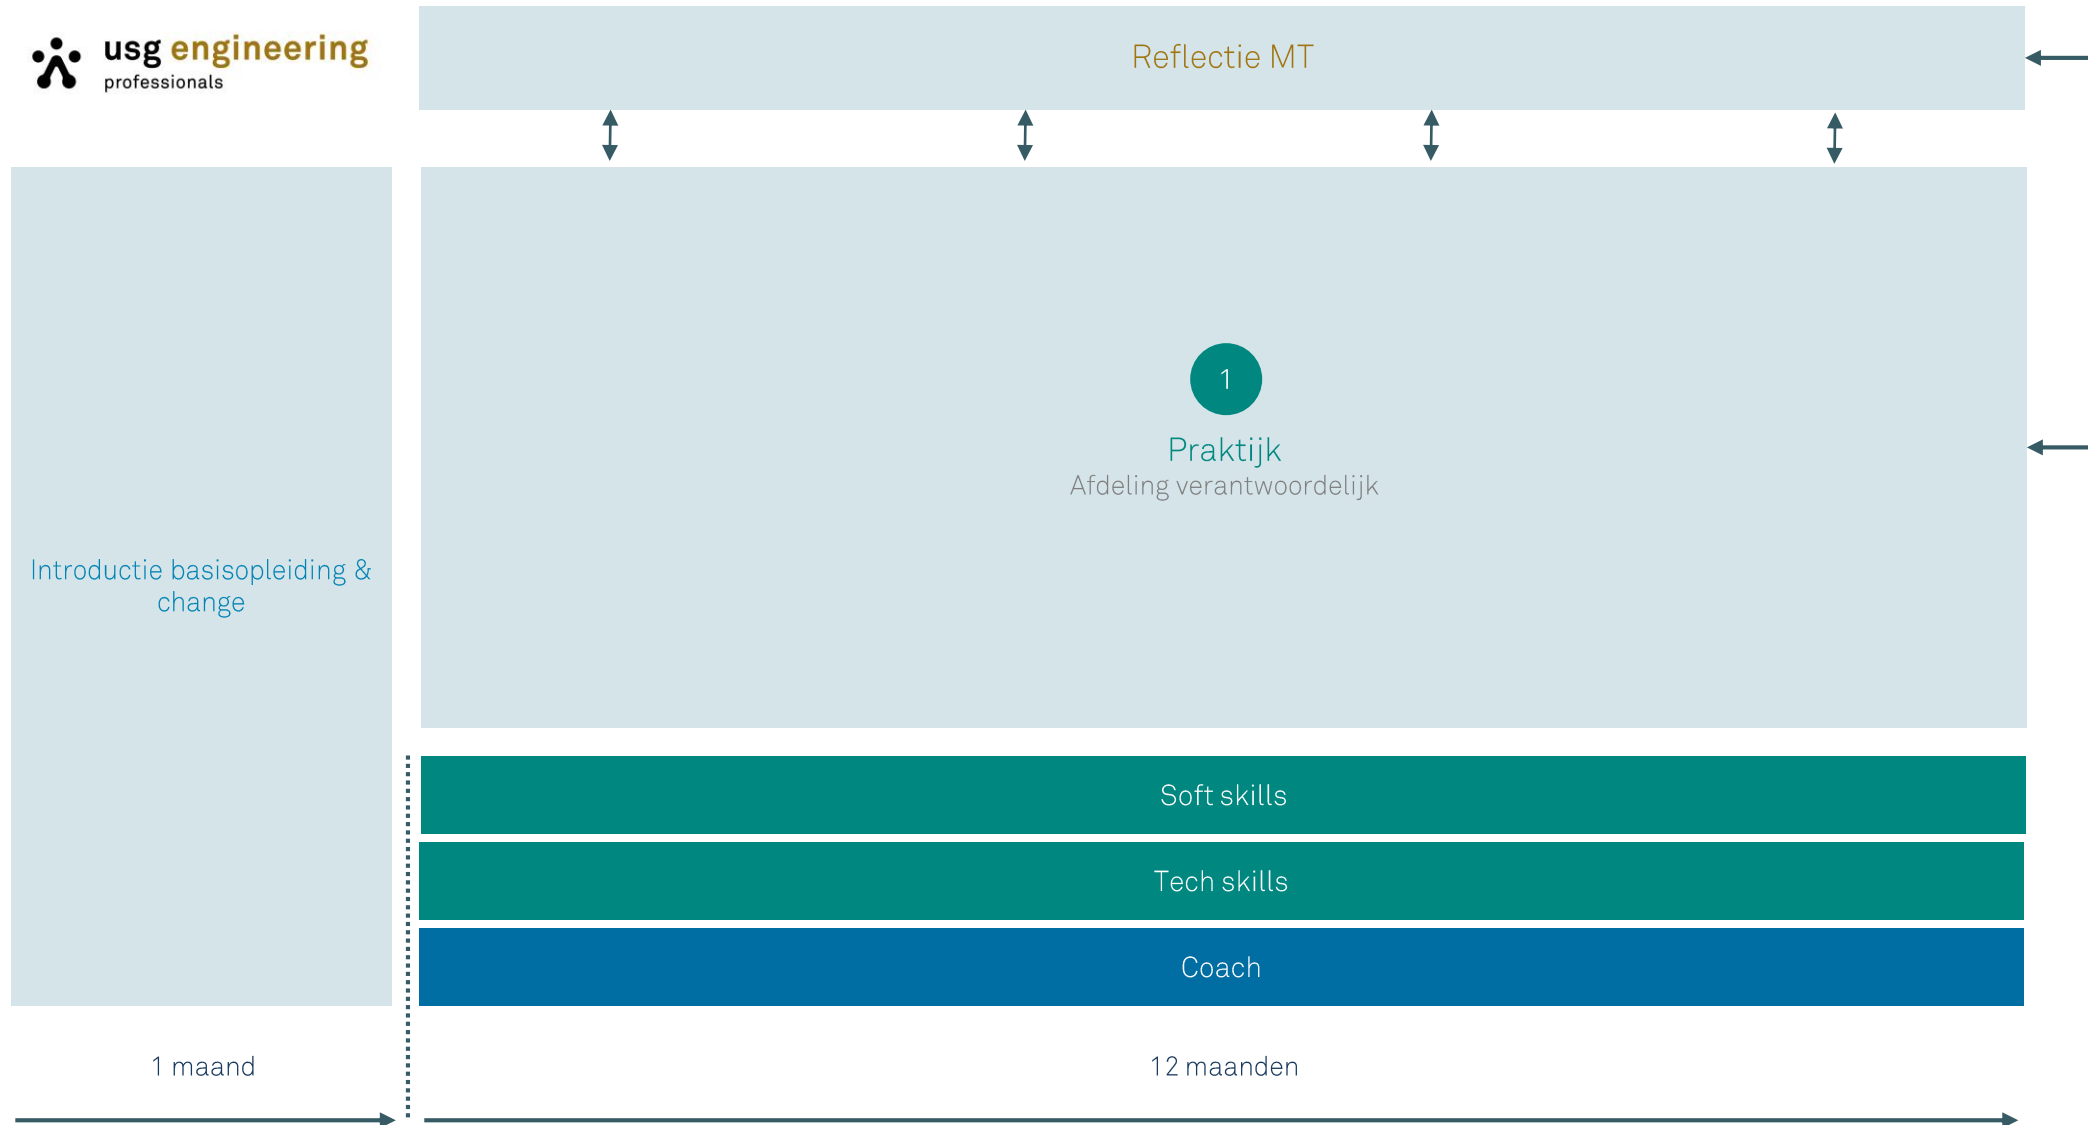 usg engineering
professionals
Reflectie MT
1
Praktijk
Afdeling verantwoordelijk
Introductie basisopleiding &
change
Soft skills
Tech skills
Coach
1 maand
12 maanden